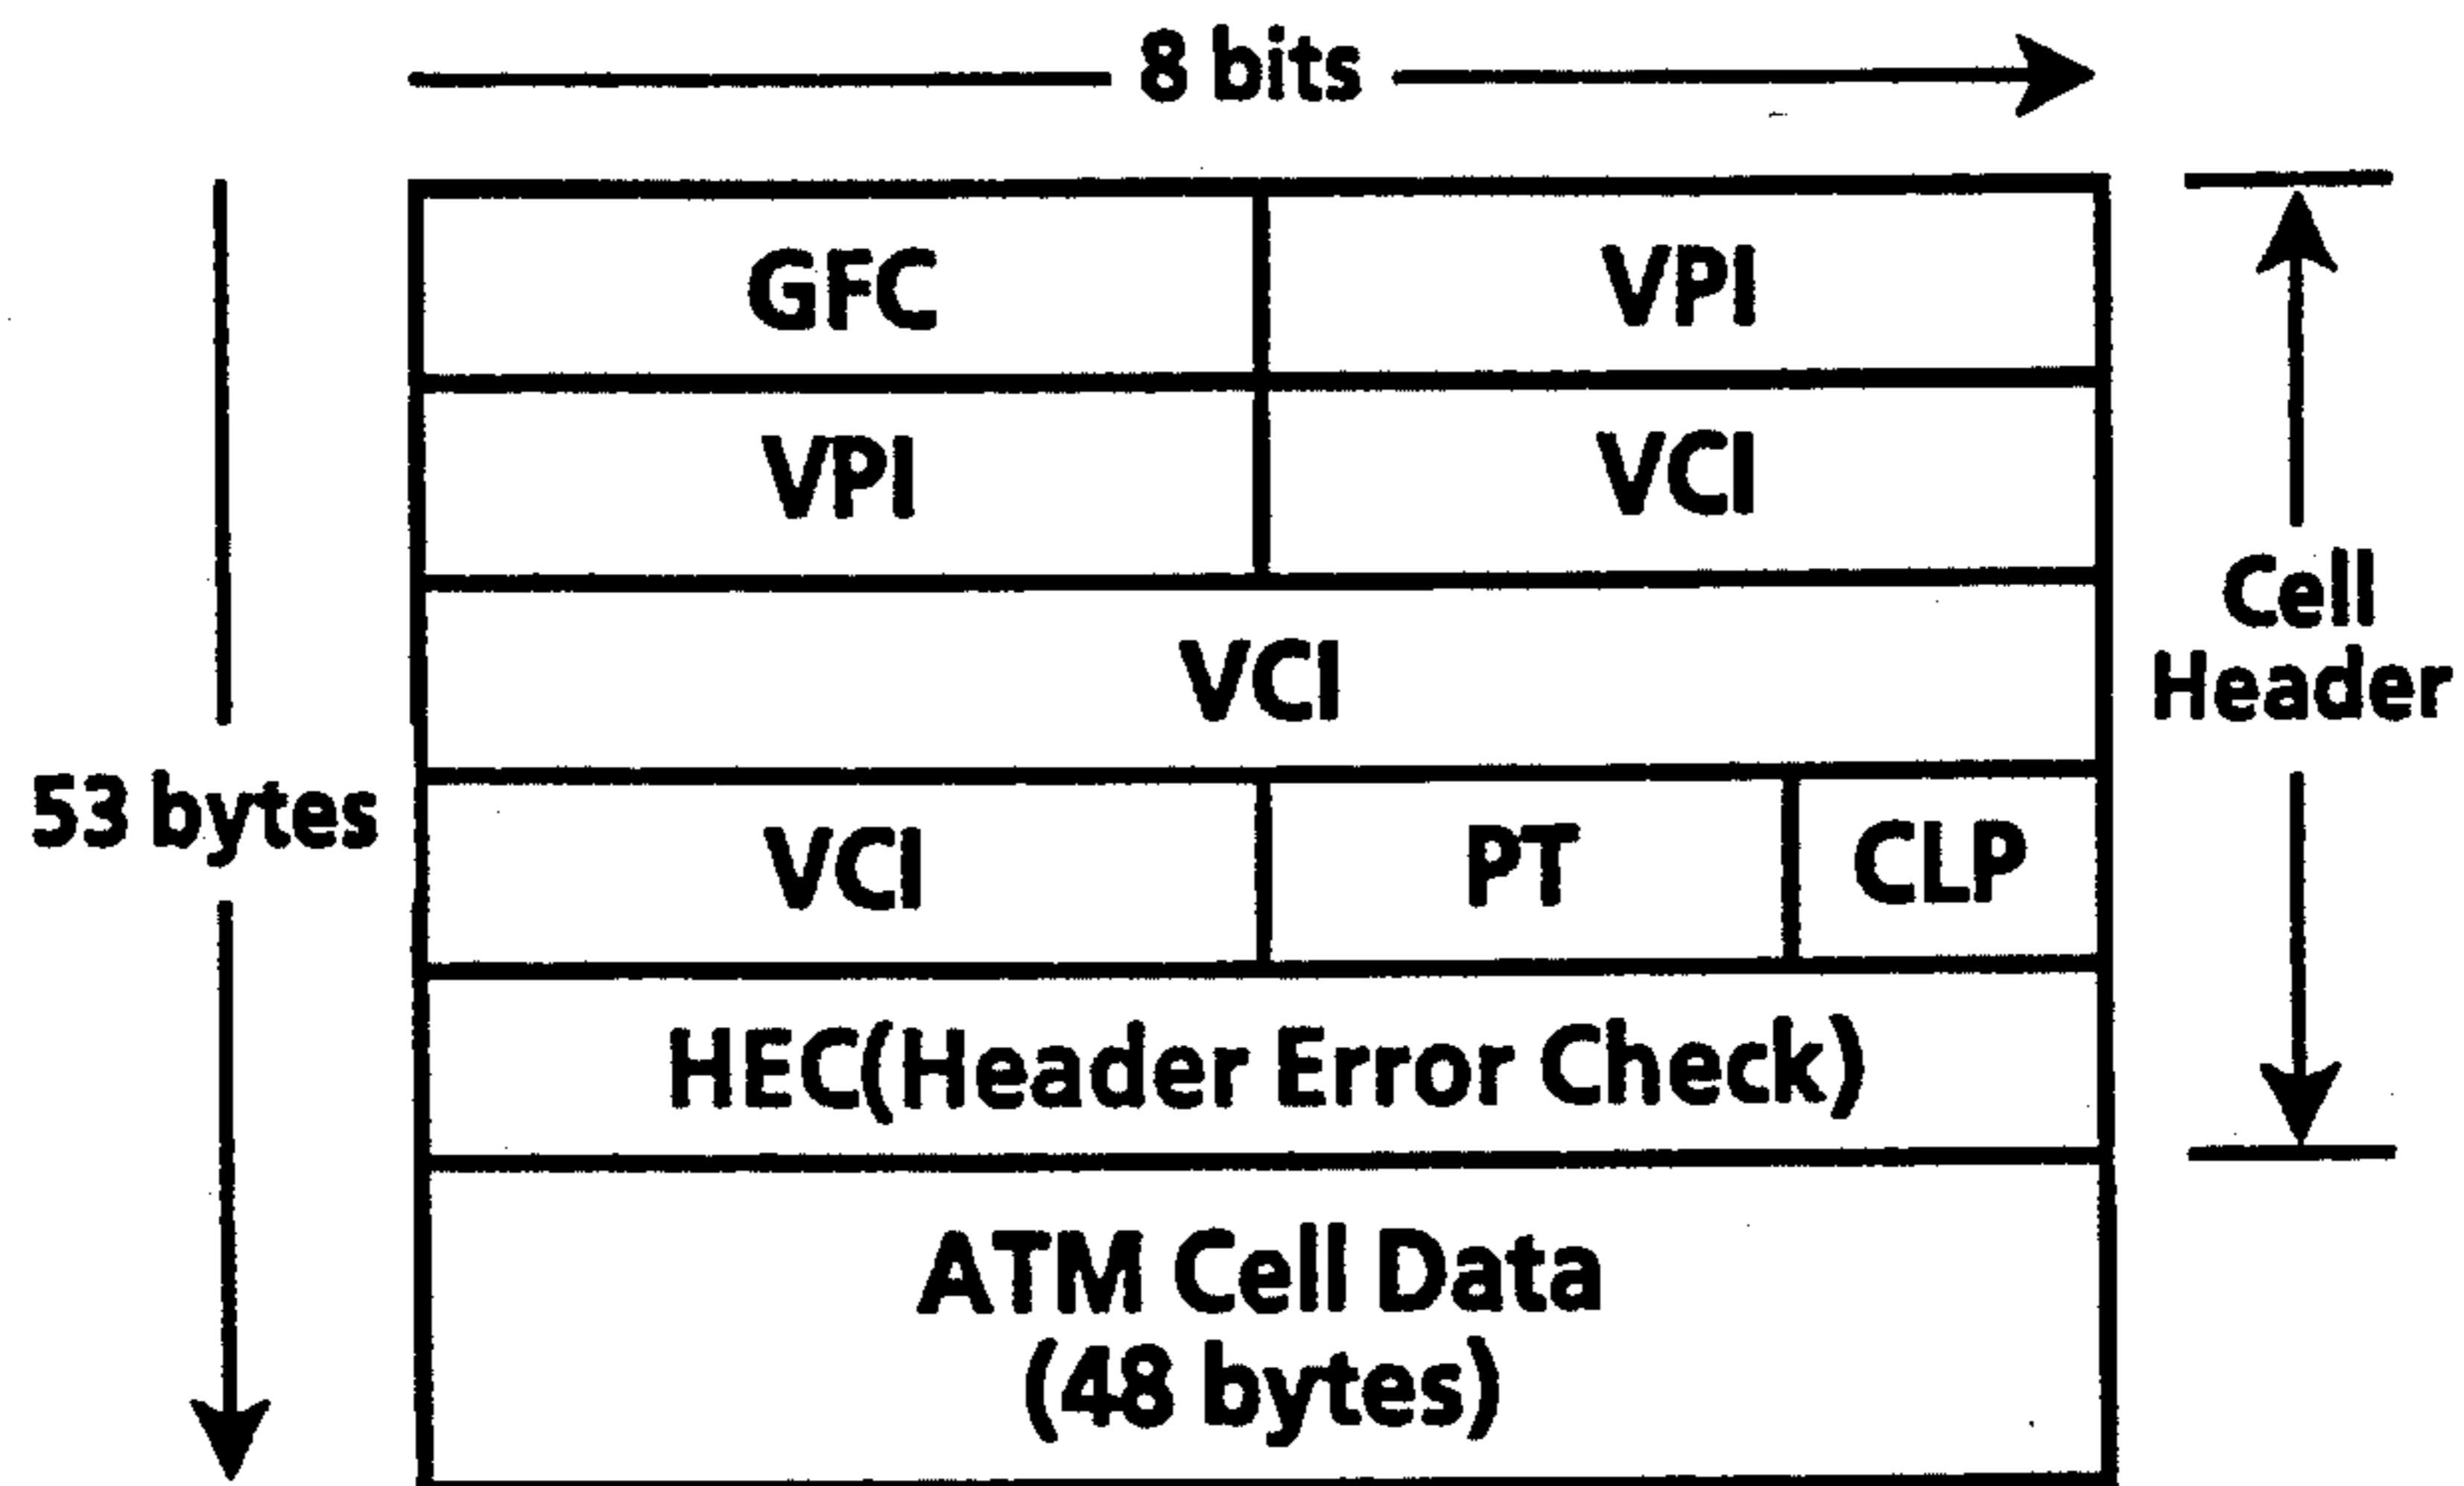 8 bits
GFC VPI
VPI VCI
VCI
Cell
Header
53 bytes
VCI PT CLP
HEC(Header Error Check)
ATM Cell Data
(48 bytes)